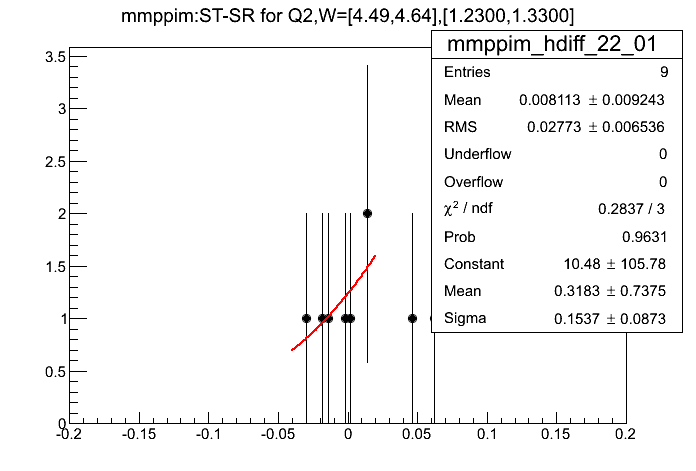 mmppim:ST-SR for Q2,W=[4.49,4.64],[1.2300,1.3300]
mmppim_hdiff_22_01
Entries 9
Mean 0.008113 ± 0.009243
RMS 0.02773 ± 0.006536
Underflow 0
Overflow 0
χ² / ndf 0.2837 / 3
Prob 0.9631
Constant 10.48 ± 105.78
Mean 0.3183 ± 0.7375
Sigma 0.1537 ± 0.0873
3.5
3
2.5
2
1.5
1
0.5
0
-0.2 -0.15 -0.1 -0.05 0 0.05 0.1 0.15 0.2